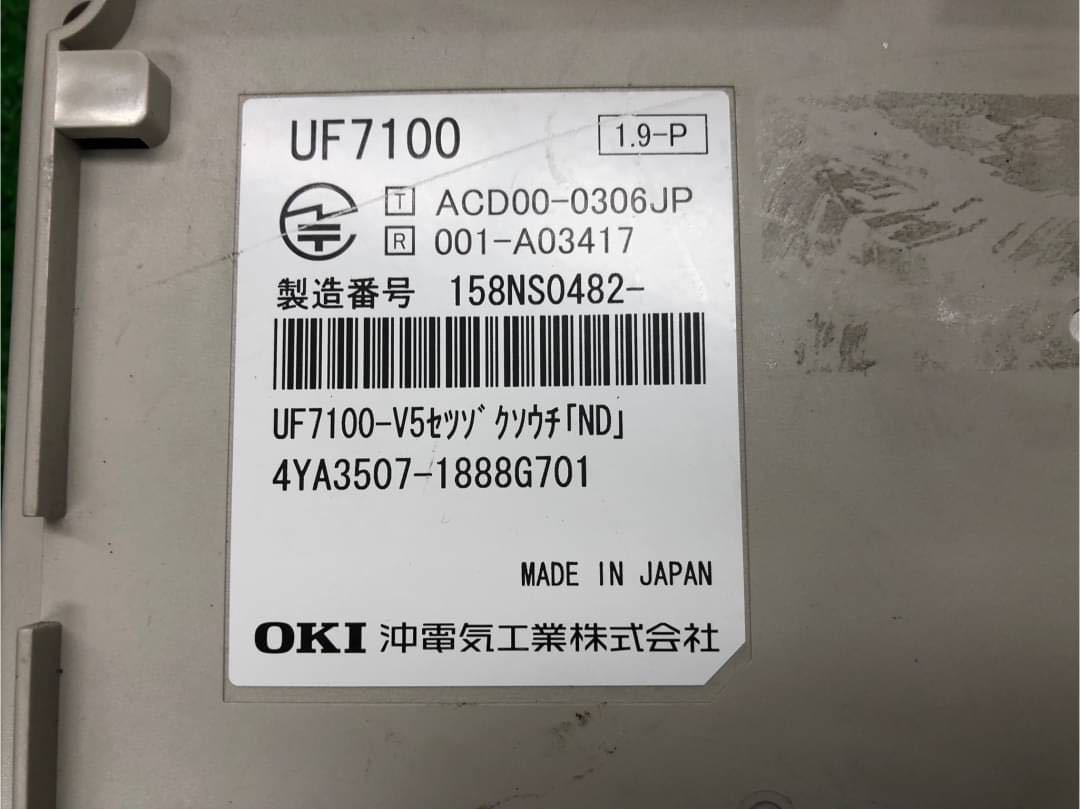 UF7100
1.9-P
T ACD00-0306JP
R 001-A03417
製造番号 158NS0482-
UF7100-V5ｾﾂｿﾞｸｿｳﾁ｢ND｣
4YA3507-1888G701
MADE IN JAPAN
OKI 沖電気工業株式会社